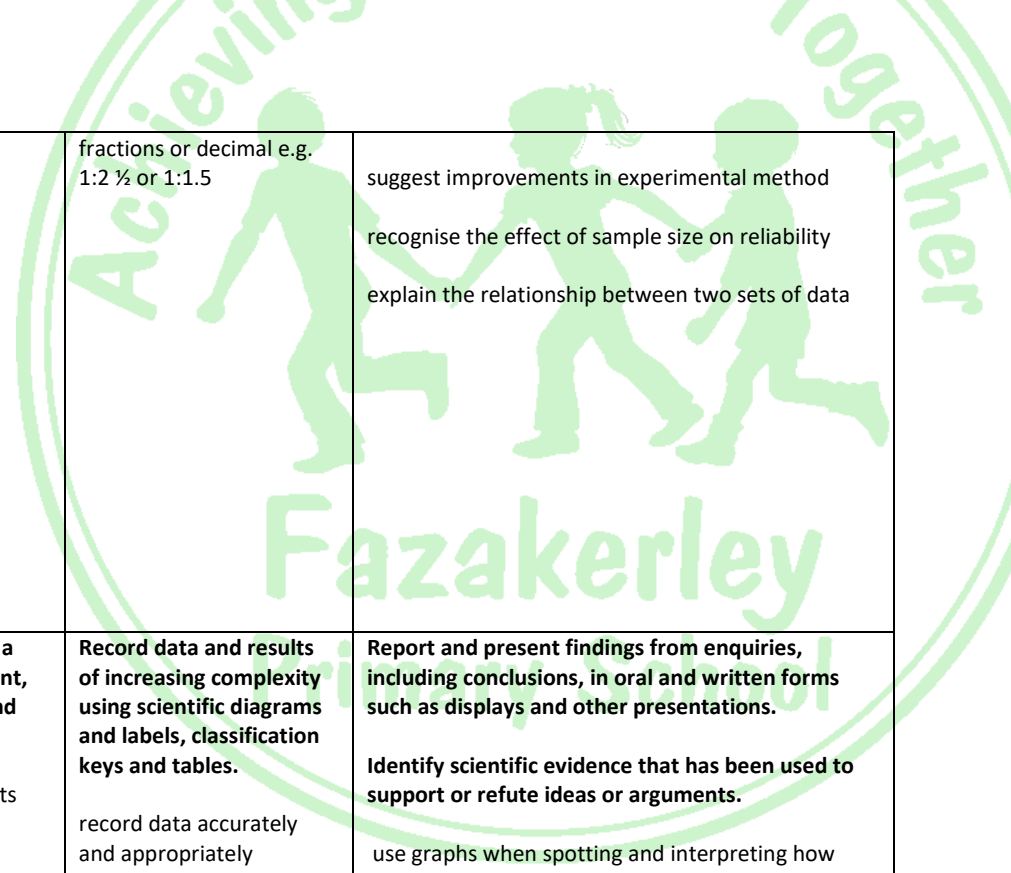 Achieving
Together
fractions or decimal e.g.
1:2 ½ or 1:1.5
suggest improvements in experimental method
recognise the effect of sample size on reliability
explain the relationship between two sets of data
Fazakerley
Primary School
a
nt,
nd
ts
Record data and results
of increasing complexity
using scientific diagrams
and labels, classification
keys and tables.
record data accurately
and appropriately
Report and present findings from enquiries,
including conclusions, in oral and written forms
such as displays and other presentations.
Identify scientific evidence that has been used to
support or refute ideas or arguments.
use graphs when spotting and interpreting how